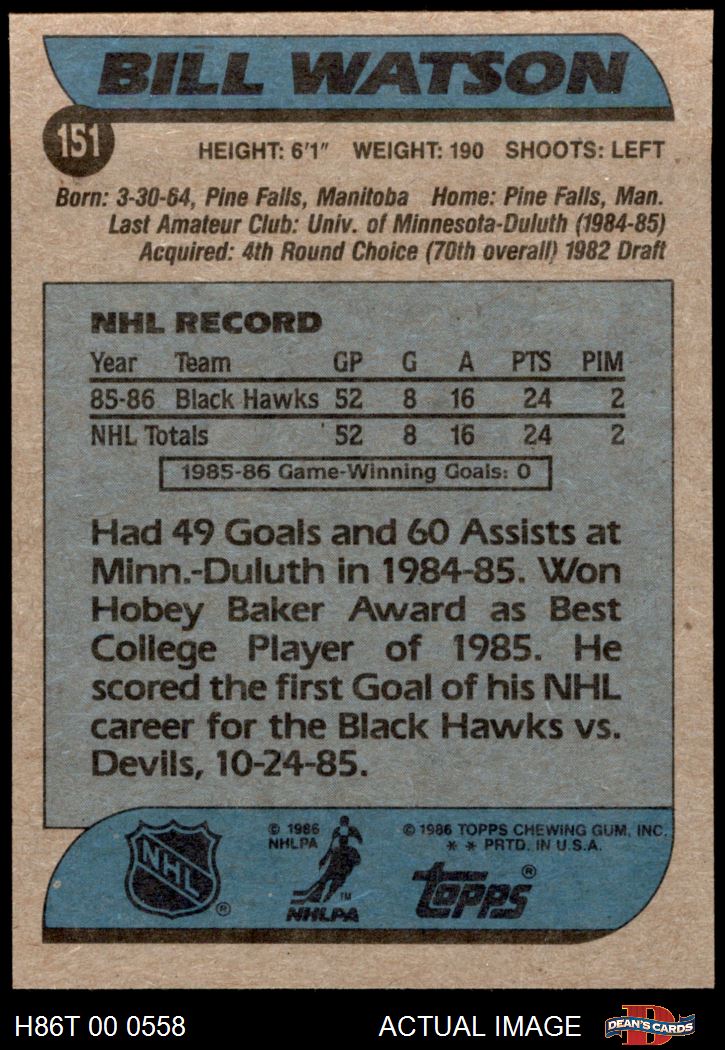 BILL WATSON
151
HEIGHT: 6'1" WEIGHT: 190 SHOOTS: LEFT
Born: 3-30-64, Pine Falls, Manitoba Home: Pine Falls, Man.
Last Amateur Club: Univ. of Minnesota-Duluth (1984-85)
Acquired: 4th Round Choice (70th overall) 1982 Draft
NHL RECORD
Year Team GP G A PTS PIM
85-86 Black Hawks 52 8 16 24 2
NHL Totals 52 8 16 24 2
1985-86 Game-Winning Goals: 0
Had 49 Goals and 60 Assists at
Minn.-Duluth in 1984-85. Won
Hobey Baker Award as Best
College Player of 1985. He
scored the first Goal of his NHL
career for the Black Hawks vs.
Devils, 10-24-85.
NHL ®
© 1986
NHLPA
TM
NHLPA
© 1986 TOPPS CHEWING GUM, INC.
* * PRTD. IN U.S.A.
topps ®
H86T 00 0558 ACTUAL IMAGE
D
DEAN'S CARDS